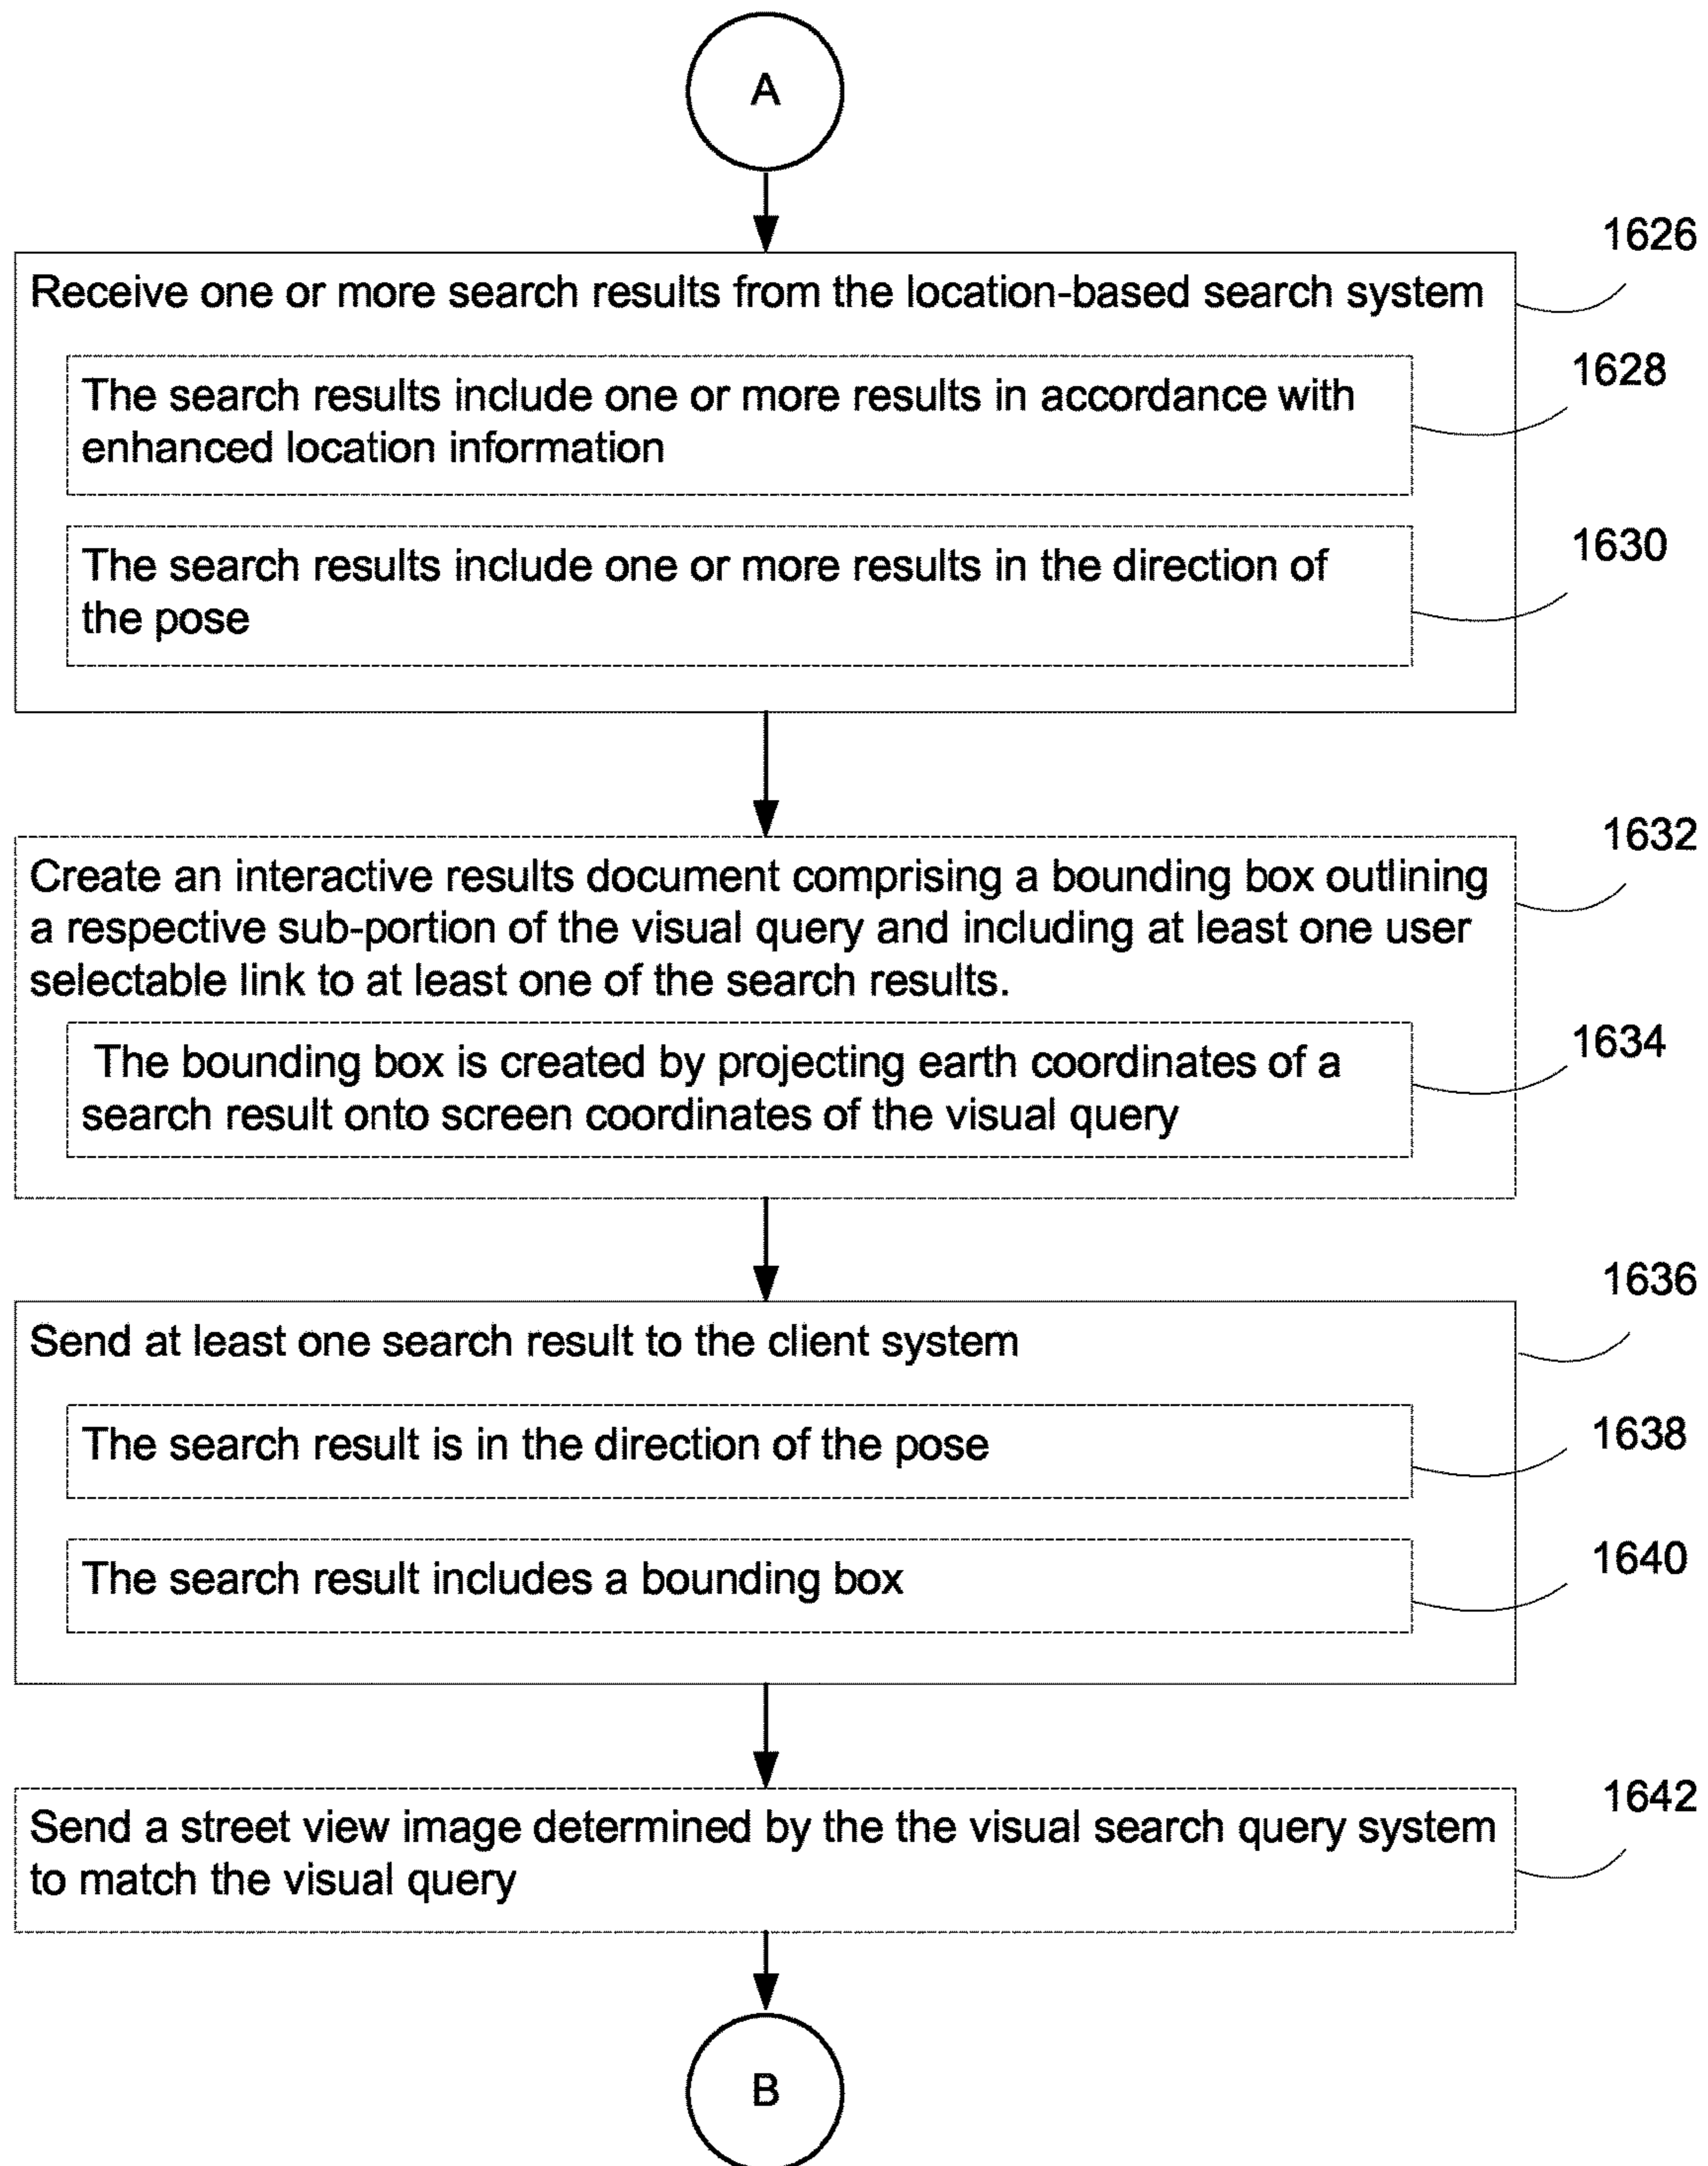 A
1626
Receive one or more search results from the location-based search system
1628
The search results include one or more results in accordance with
enhanced location information
1630
The search results include one or more results in the direction of
the pose
1632
Create an interactive results document comprising a bounding box outlining
a respective sub-portion of the visual query and including at least one user
selectable link to at least one of the search results.
1634
The bounding box is created by projecting earth coordinates of a
search result onto screen coordinates of the visual query
1636
Send at least one search result to the client system
1638
The search result is in the direction of the pose
1640
The search result includes a bounding box
1642
Send a street view image determined by the the visual search query system
to match the visual query
B